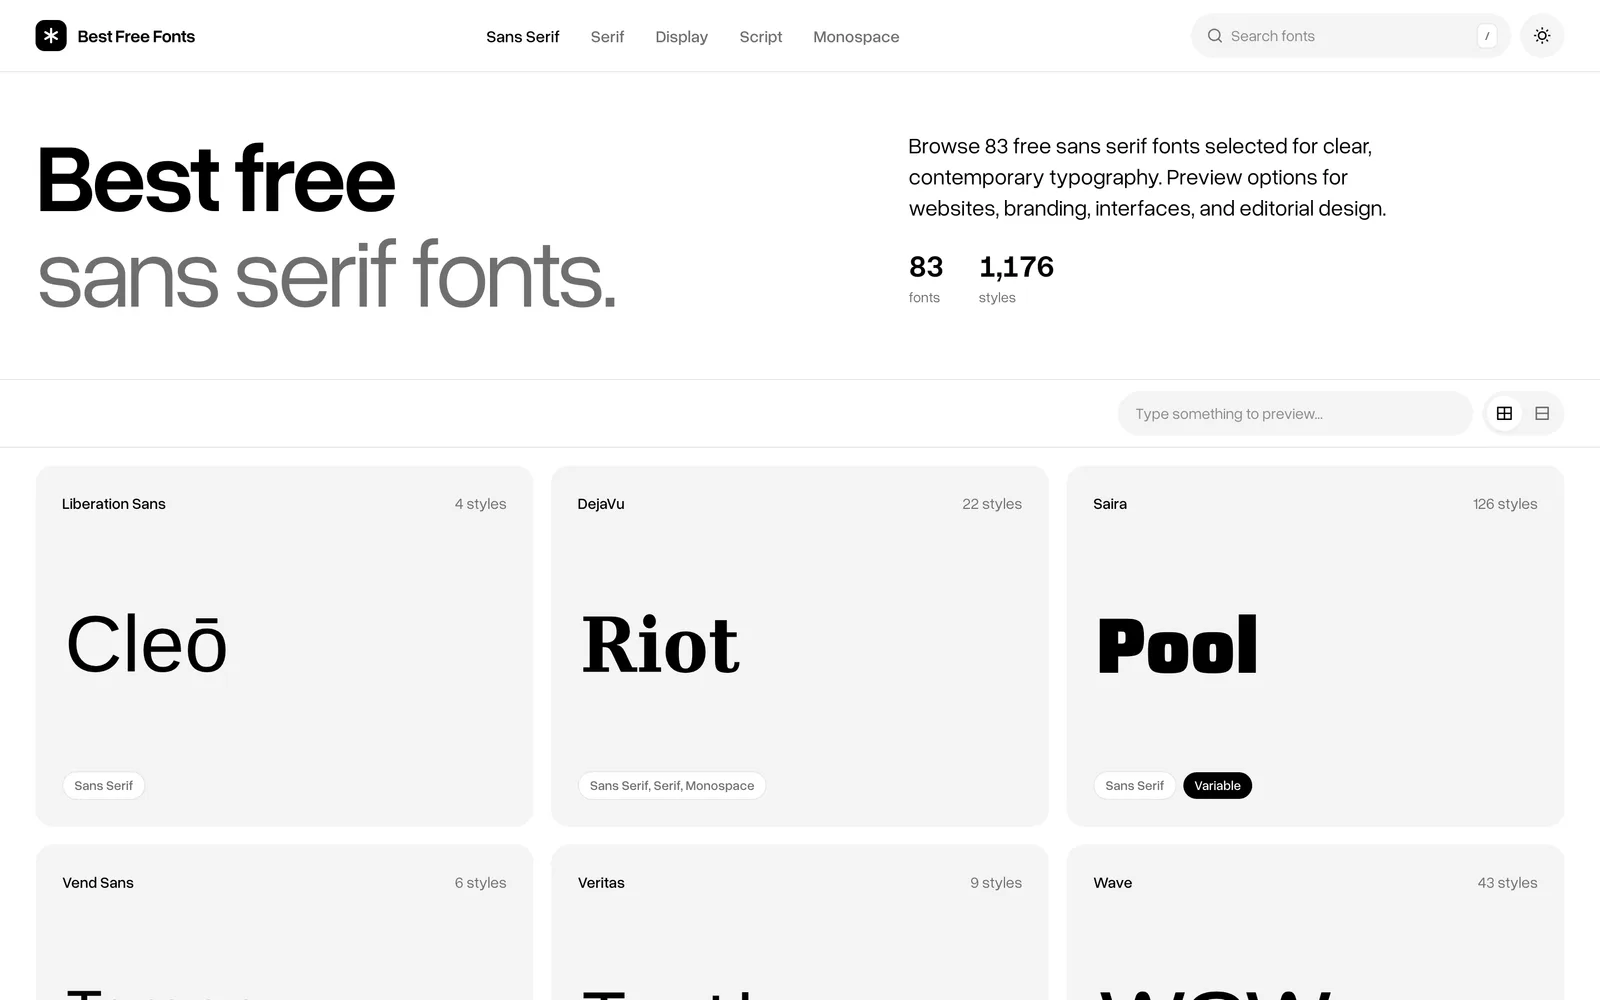 Best Free Fonts
Sans Serif
Serif
Display
Script
Monospace
Search fonts
/
Best free
sans serif fonts.
Browse 83 free sans serif fonts selected for clear,
contemporary typography. Preview options for
websites, branding, interfaces, and editorial design.
83
fonts
1,176
styles
Type something to preview...
Liberation Sans
4 styles
Cleō
Sans Serif
DejaVu
22 styles
Riot
Sans Serif, Serif, Monospace
Saira
126 styles
Pool
Sans Serif
Variable
Vend Sans
6 styles
Veritas
9 styles
Wave
43 styles